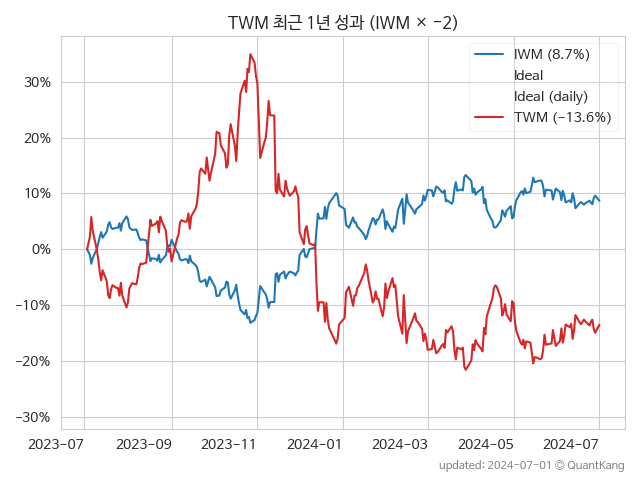 TWM 최근 1년 성과 (IWM × −2)
IWM (8.7%)
Ideal
Ideal (daily)
TWM (−13.6%)
30%
20%
10%
0%
−10%
−20%
−30%
2023-07 2023-09 2023-11 2024-01 2024-03 2024-05 2024-07
updated: 2024-07-01 © QuantKang